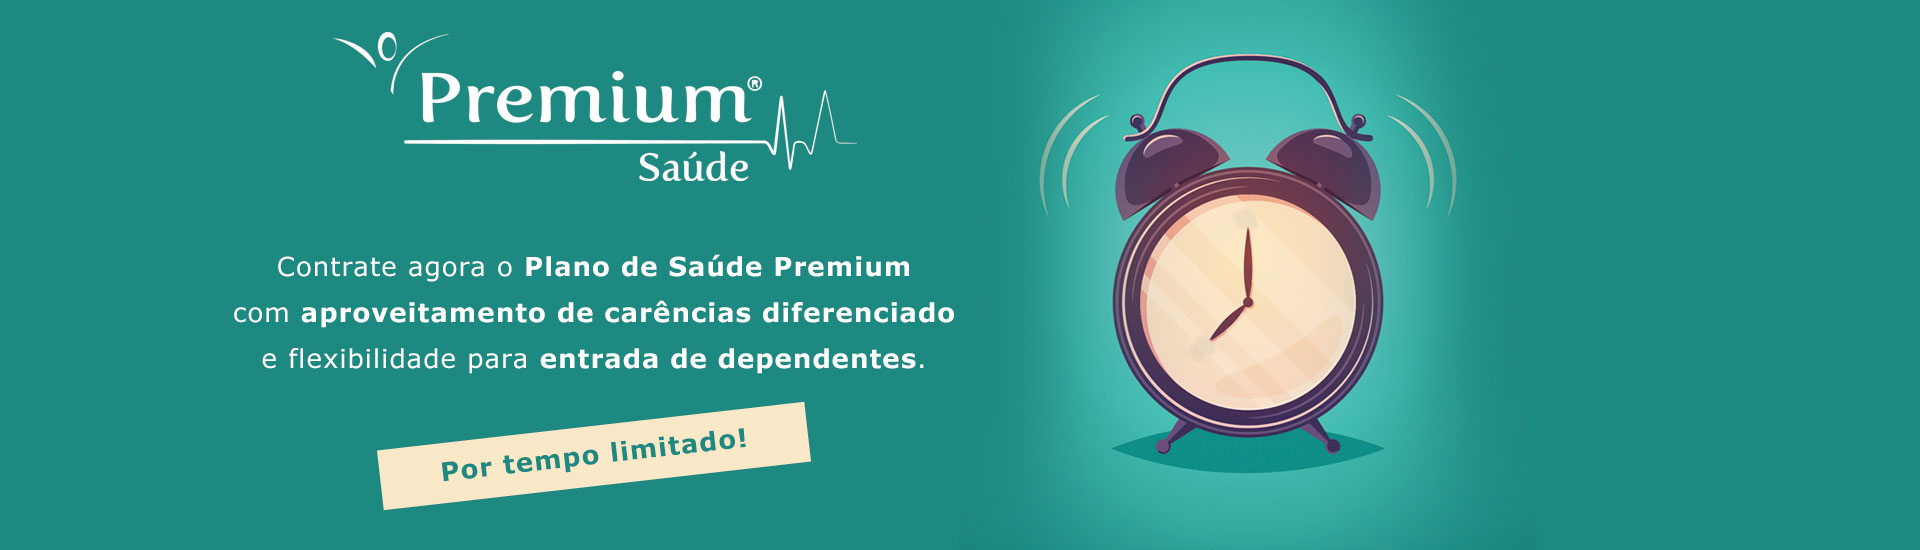 Premium®
Saúde
Contrate agora o Plano de Saúde Premium
com aproveitamento de carências diferenciado
e flexibilidade para entrada de dependentes.
Por tempo limitado!